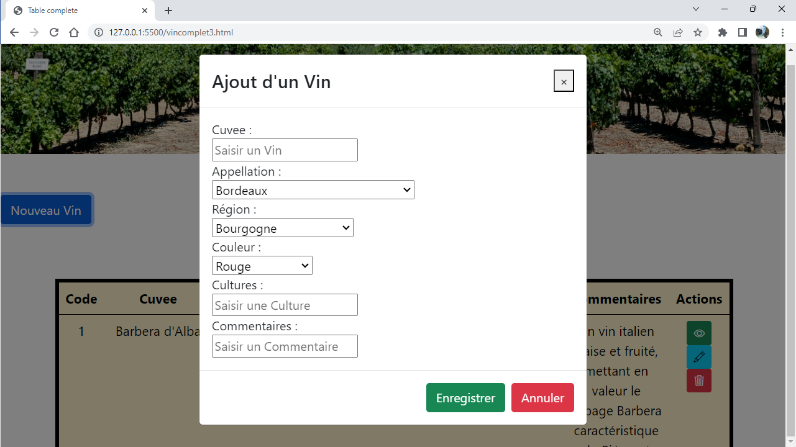 Table complete
127.0.0.1:5500/vincomplet3.html
Ajout d'un Vin
×
Cuvee :
Saisir un Vin
Appellation :
Bordeaux
Région :
Bourgogne
Couleur :
Rouge
Cultures :
Saisir une Culture
Commentaires :
Saisir un Commentaire
Enregistrer Annuler
Nouveau Vin
Code Cuvee mmentaires Actions
1 Barbera d'Alba
n vin italien
aise et fruité,
mettant en
valeur le
page Barbera
caractéristique